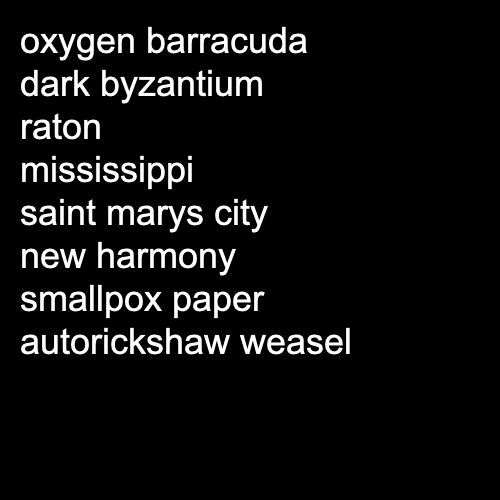 oxygen barracuda
dark byzantium
raton
mississippi
saint marys city
new harmony
smallpox paper
autorickshaw weasel